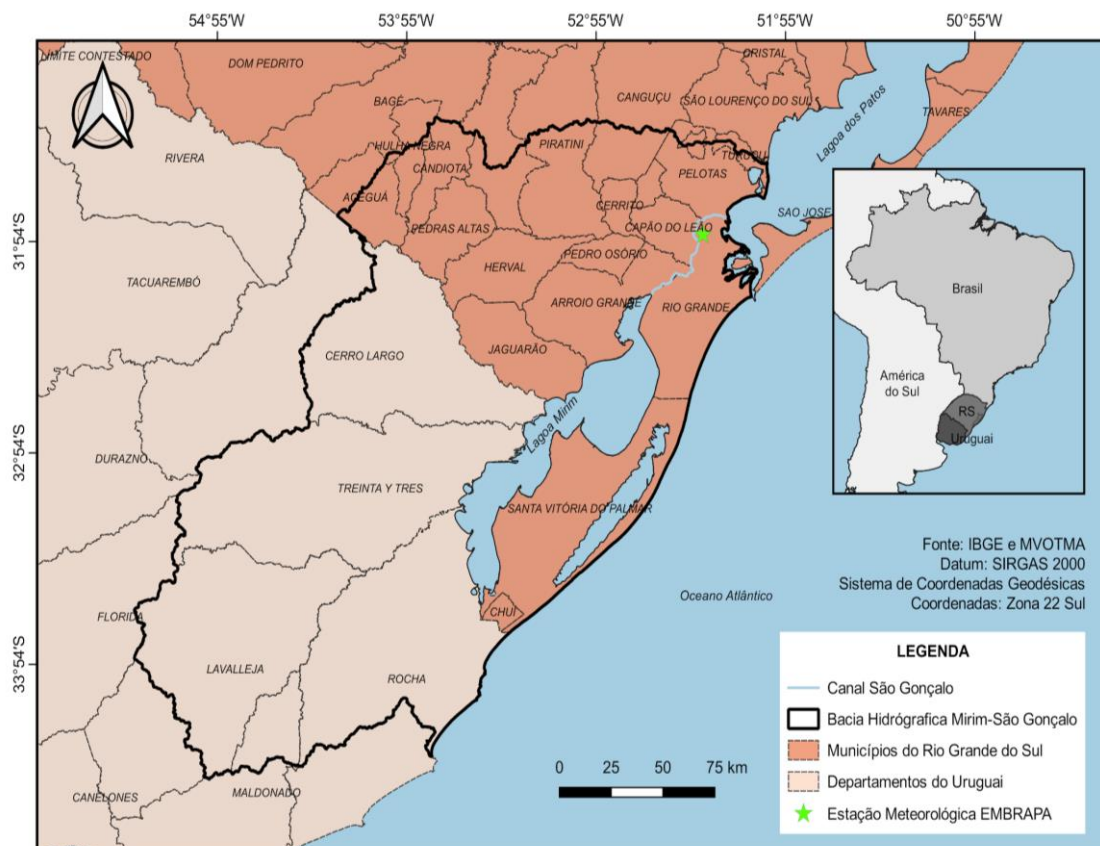 54°55'W 53°55'W 52°55'W 51°55'W 50°55'W
LIMITE CONTESTADO
DOM PEDRITO
CRISTAL
BAGÉ
CANGUÇU
SÃO LOURENÇO DO SUL
TAVARES
Lagoa dos Patos
RIVERA
HULHA NEGRA
PIRATINI
CANDIOTA
TURUÇU
PELOTAS
ACEGUÁ
CERRITO
SAO JOSE
31°54'S
PEDRAS ALTAS
CAPÃO DO LEÃO
PEDRO OSÓRIO
HERVAL
TACUAREMBÓ
ARROIO GRANDE
RIO GRANDE
Brasil
JAGUARÃO
CERRO LARGO
América
do Sul
RS
Uruguai
Lagoa Mirim
32°54'S
DURAZNO
TREINTA Y TRES
SANTA VITÓRIA DO PALMAR
Fonte: IBGE e MVOTMA
Datum: SIRGAS 2000
Sistema de Coordenadas Geodésicas
Coordenadas: Zona 22 Sul
Oceano Atlântico
CHUI
FLORIDA
33°54'S
LAVALLEJA
ROCHA
LEGENDA
Canal São Gonçalo
Bacia Hidrógrafica Mirim-São Gonçalo
Municípios do Rio Grande do Sul
Departamentos do Uruguai
Estação Meteorológica EMBRAPA
0 25 50 75 km
CANELONES
MALDONADO